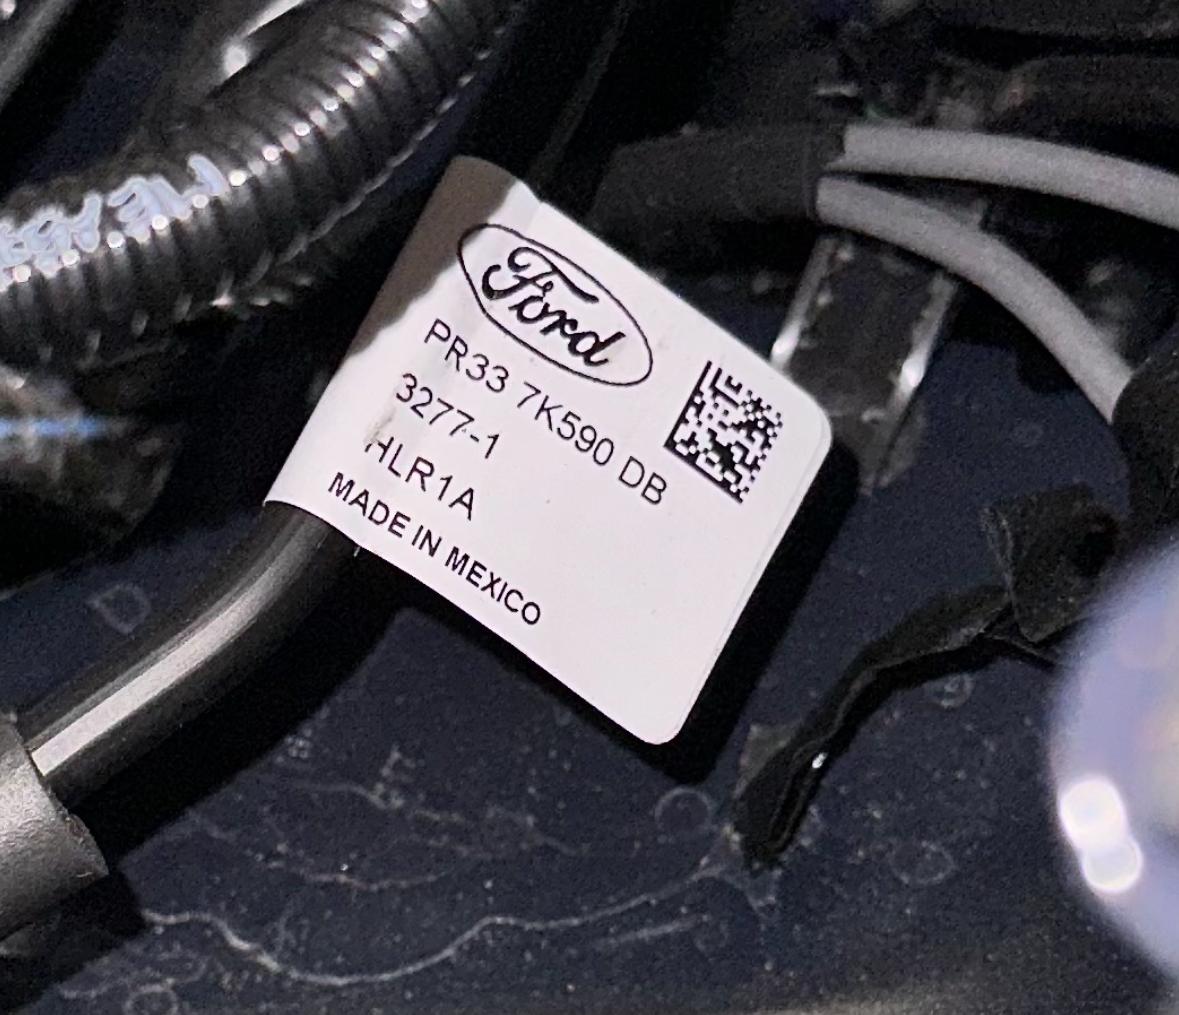 Ford
PR33 7K590 DB
3277-1
HLR1A
MADE IN MEXICO